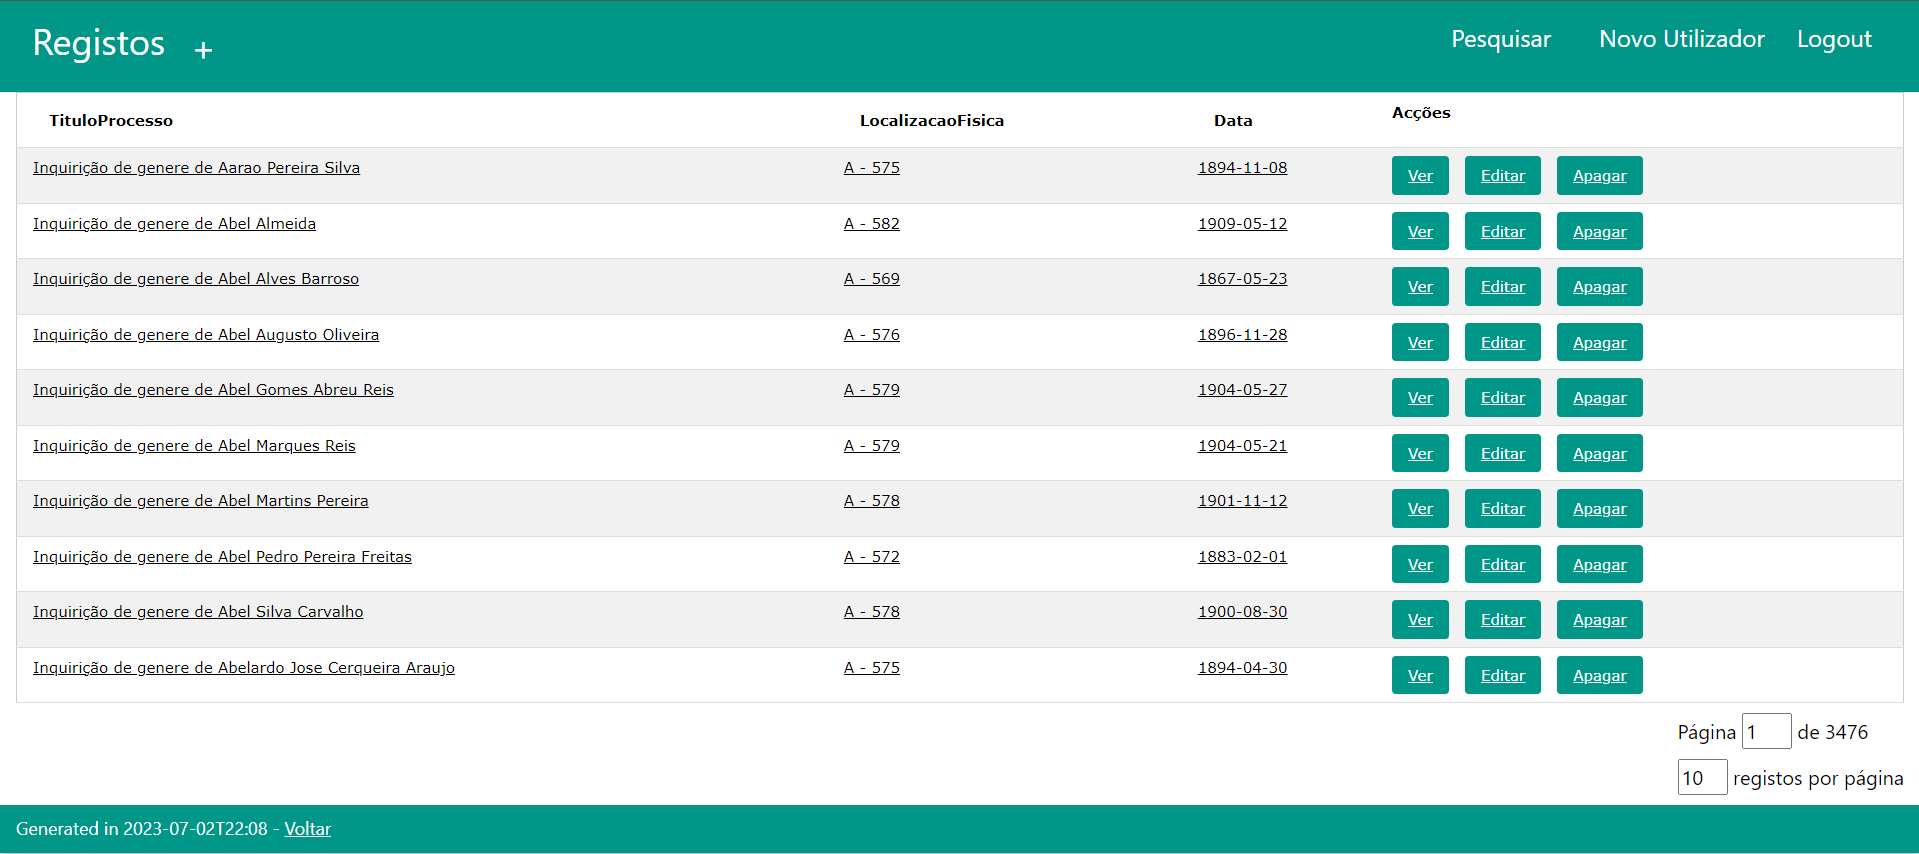 Registos + Pesquisar Novo Utilizador Logout
TituloProcesso LocalizacaoFisica Data Acções
Inquirição de genere de Aarao Pereira Silva A - 575 1894-11-08 Ver Editar Apagar
Inquirição de genere de Abel Almeida A - 582 1909-05-12 Ver Editar Apagar
Inquirição de genere de Abel Alves Barroso A - 569 1867-05-23 Ver Editar Apagar
Inquirição de genere de Abel Augusto Oliveira A - 576 1896-11-28 Ver Editar Apagar
Inquirição de genere de Abel Gomes Abreu Reis A - 579 1904-05-27 Ver Editar Apagar
Inquirição de genere de Abel Marques Reis A - 579 1904-05-21 Ver Editar Apagar
Inquirição de genere de Abel Martins Pereira A - 578 1901-11-12 Ver Editar Apagar
Inquirição de genere de Abel Pedro Pereira Freitas A - 572 1883-02-01 Ver Editar Apagar
Inquirição de genere de Abel Silva Carvalho A - 578 1900-08-30 Ver Editar Apagar
Inquirição de genere de Abelardo Jose Cerqueira Araujo A - 575 1894-04-30 Ver Editar Apagar
Página 1 de 3476
10 registos por página
Generated in 2023-07-02T22:08 - Voltar